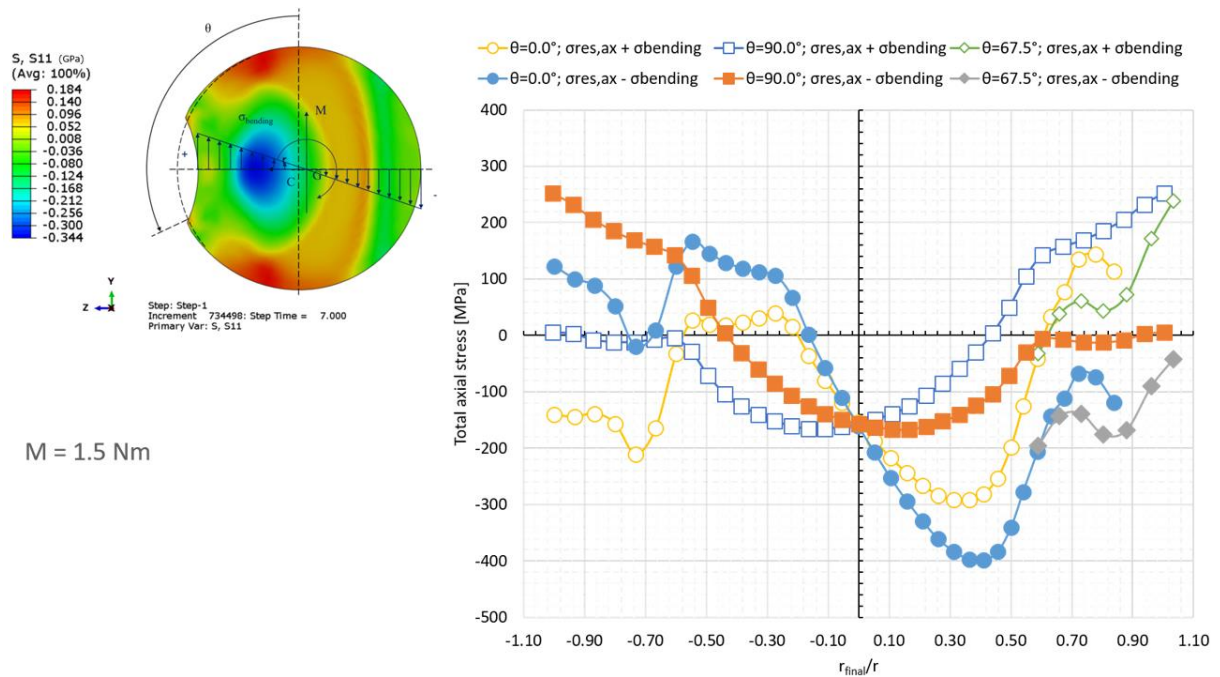 θ
S, S11 (GPa)
(Avg: 100%)
0.184
0.140
0.096
0.052
0.008
-0.036
-0.080
-0.124
-0.168
-0.212
-0.256
-0.300
-0.344
M
σbending
+
C
G
-
Y
Z
Step: Step-1
Increment 734498: Step Time = 7.000
Primary Var: S, S11
M = 1.5 Nm
θ=0.0°; σres,ax + σbending
θ=90.0°; σres,ax + σbending
θ=67.5°; σres,ax + σbending
θ=0.0°; σres,ax - σbending
θ=90.0°; σres,ax - σbending
θ=67.5°; σres,ax - σbending
Total axial stress [MPa]
400
300
200
100
0
-100
-200
-300
-400
-500
-1.10 -0.90 -0.70 -0.50 -0.30 -0.10 0.10 0.30 0.50 0.70 0.90 1.10
rfinal/r